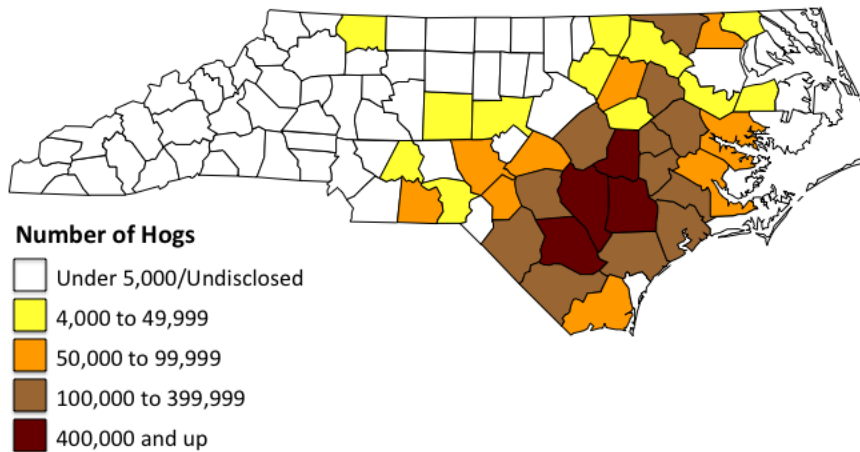 Number of Hogs
Under 5,000/Undisclosed
4,000 to 49,999
50,000 to 99,999
100,000 to 399,999
400,000 and up